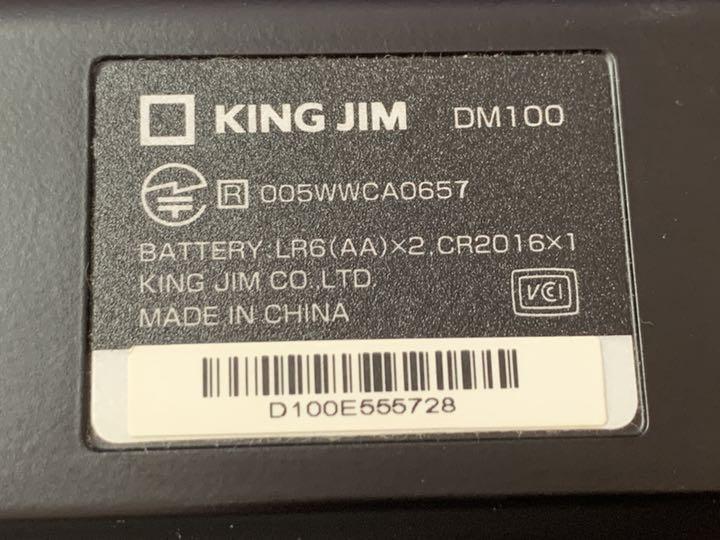 KING JIM DM100
R 005WWCA0657
BATTERY:LR6(AA)×2,CR2016×1
KING JIM CO.,LTD.
VCI
MADE IN CHINA
D100E555728